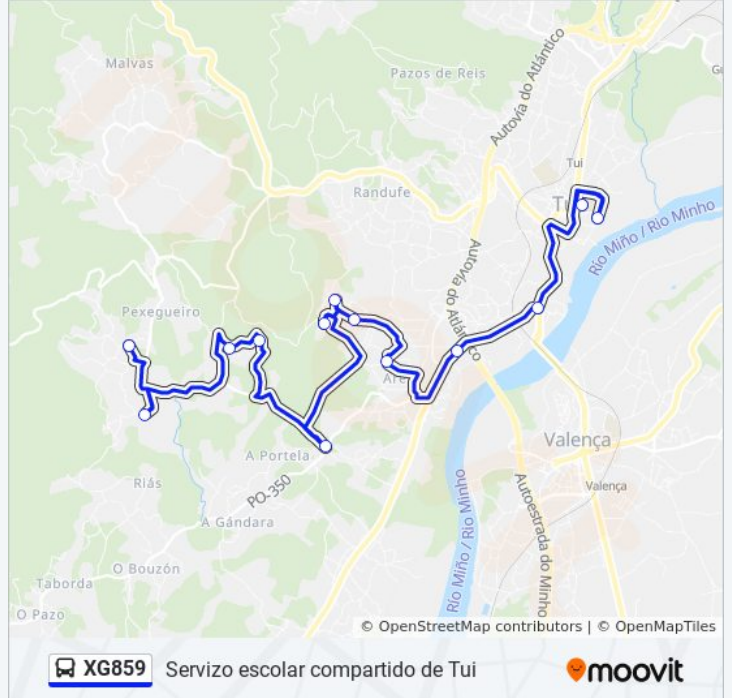 Malvas
Pazos de Reis
Autovía do Atlántico
Gu
Tui
Randufe
Tui
Río Miño / Rio Minho
Autovía do Atlántico
Pexegueiro
Are
Valença
A Portela
Valença
Riás
PO-350
Río Miño / Rio Minho
Autoestrada do Minho
A Gándara
O Bouzón
Taborda
O Pazo
© OpenStreetMap contributors | © OpenMapTiles
XG859 Servizo escolar compartido de Tui
moovit